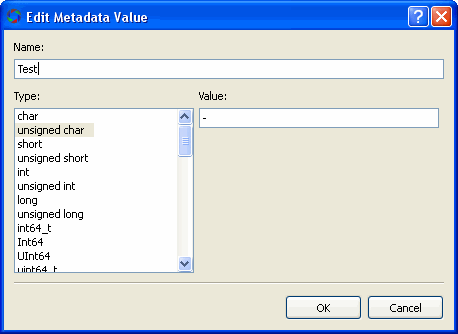 Edit Metadata Value
Name:
Test
Type:
Value:
char
-
unsigned char
short
unsigned short
int
unsigned int
long
unsigned long
int64_t
Int64
UInt64
uint64_t
OK
Cancel